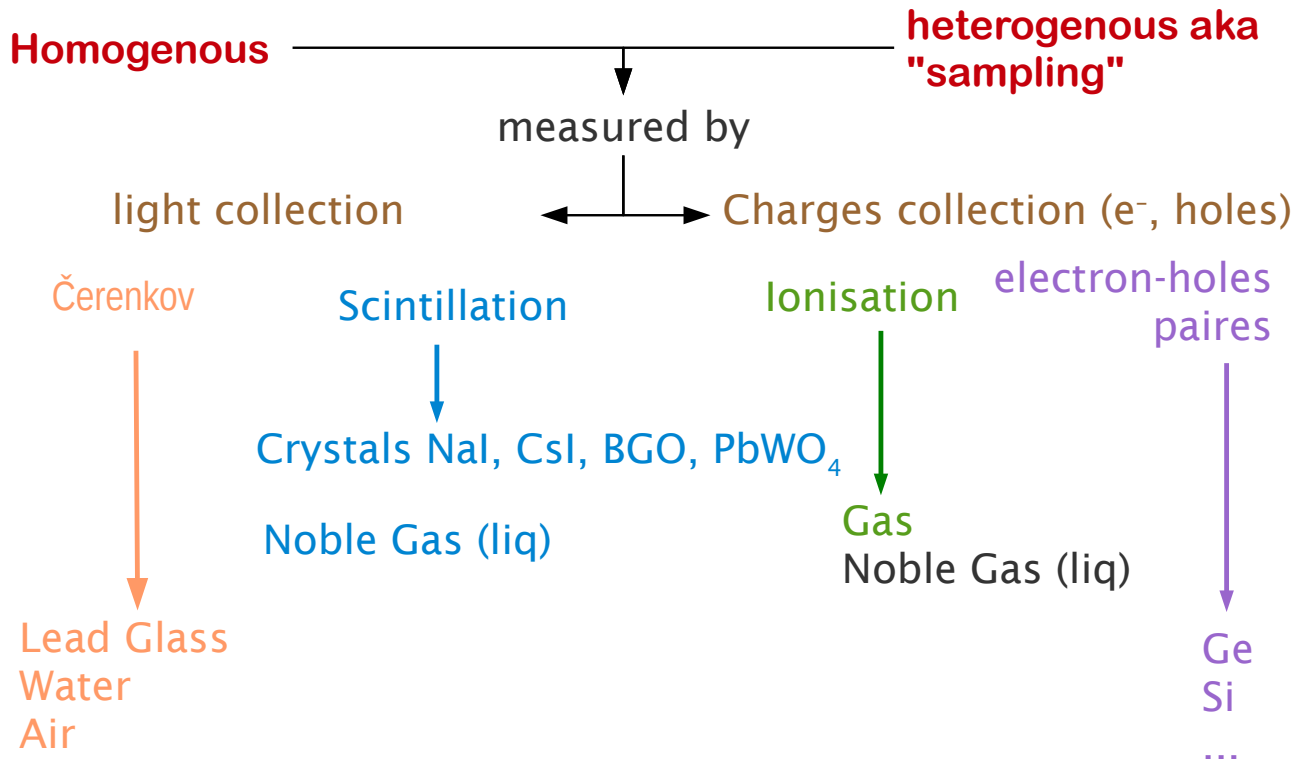 Homogenous
heterogenous aka
"sampling"
measured by
light collection
Charges collection (e⁻, holes)
Čerenkov
Scintillation
Ionisation
electron-holes
paires
Crystals NaI, CsI, BGO, PbWO₄
Noble Gas (liq)
Gas
Noble Gas (liq)
Lead Glass
Water
Air
Ge
Si
...